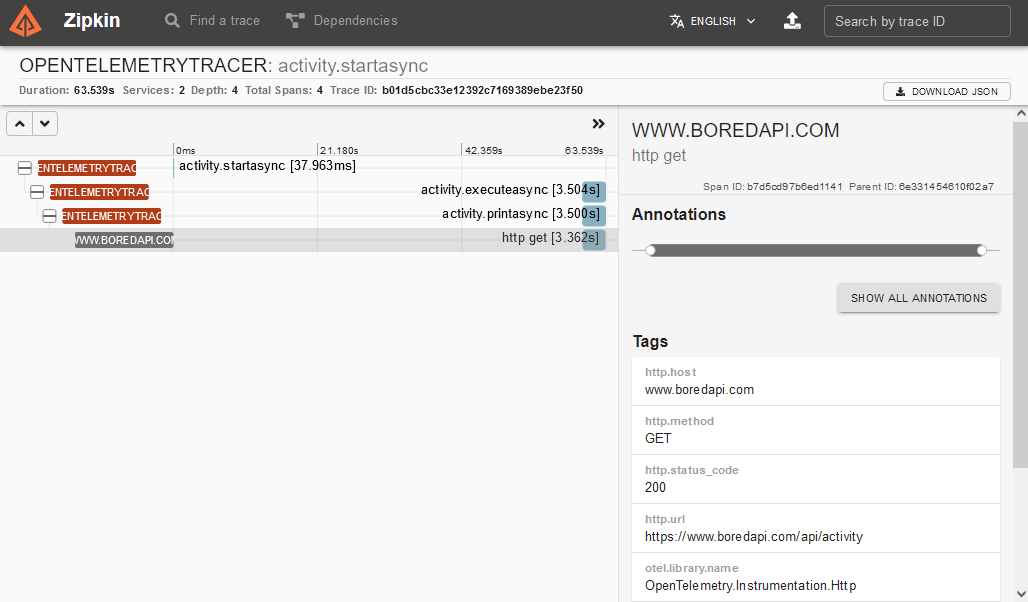 Zipkin Find a trace Dependencies ENGLISH Search by trace ID
OPENTELEMETRYTRACER: activity.startasync
Duration: 63.539s Services: 2 Depth: 4 Total Spans: 4 Trace ID: b01d5cbc33e12392c7169389ebe23f50
DOWNLOAD JSON
0ms 21.180s 42.359s 63.539s
ENTELEMETRYTRAC activity.startasync [37.963ms]
ENTELEMETRYTRAC activity.executeasync [3.504s]
ENTELEMETRYTRAC activity.printasync [3.500s]
WWW.BOREDAPI.COM http get [3.362s]
WWW.BOREDAPI.COM
http get
Span ID: b7d5cd97b6ed1141 Parent ID: 6e331454610f02a7
Annotations
SHOW ALL ANNOTATIONS
Tags
http.host
www.boredapi.com
http.method
GET
http.status_code
200
http.url
https://www.boredapi.com/api/activity
otel.library.name
OpenTelemetry.Instrumentation.Http